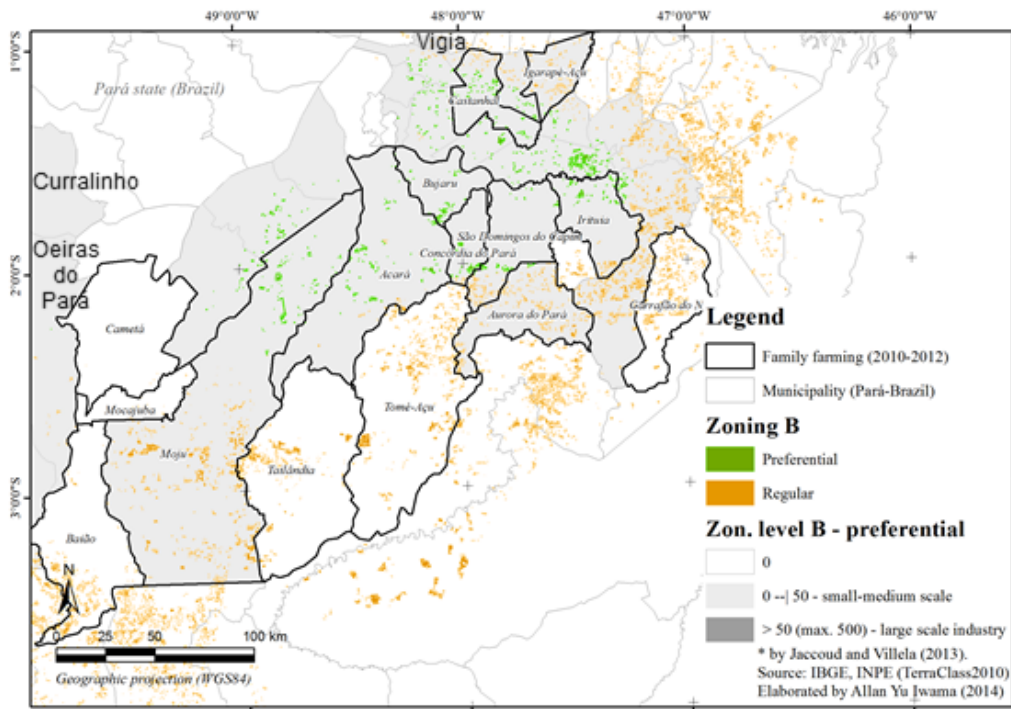 49°0'0"W
48°0'0"W
47°0'0"W
46°0'0"W
1°0'0"S
2°0'0"S
3°0'0"S
Vigia
Igarapé-Açu
Pará state (Brazil)
Castanhal
Curralinho
Bujaru
Irituia
Oeiras
do
Pará
São Domingos do Capim
Concórdia do Pará
Acará
Cametá
Aurora do Pará
Garrafão do N
Mocajuba
Tomé-Açu
Moju
Tailândia
Baião
N
0 25 50 100 km
Geographic projection (WGS84)
Legend
Family farming (2010-2012)
Municipality (Pará-Brazil)
Zoning B
Preferential
Regular
Zon. level B - preferential
0
0 --| 50 - small-medium scale
> 50 (max. 500) - large scale industry
* by Jaccoud and Villela (2013).
Source: IBGE, INPE (TerraClass2010)
Elaborated by Allan Yu Iwama (2014)